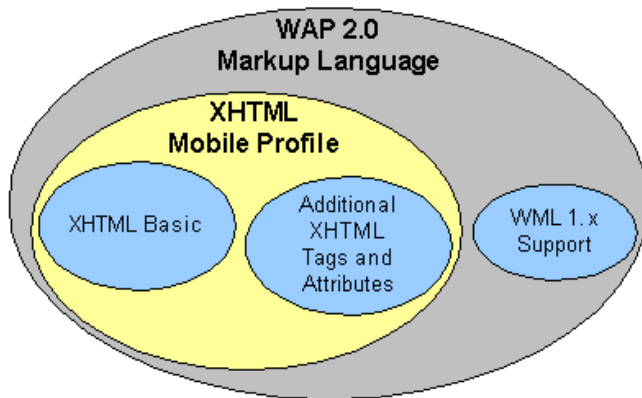 WAP 2.0
Markup Language
XHTML
Mobile Profile
XHTML Basic
Additional
XHTML
Tags and
Attributes
WML 1.x
Support